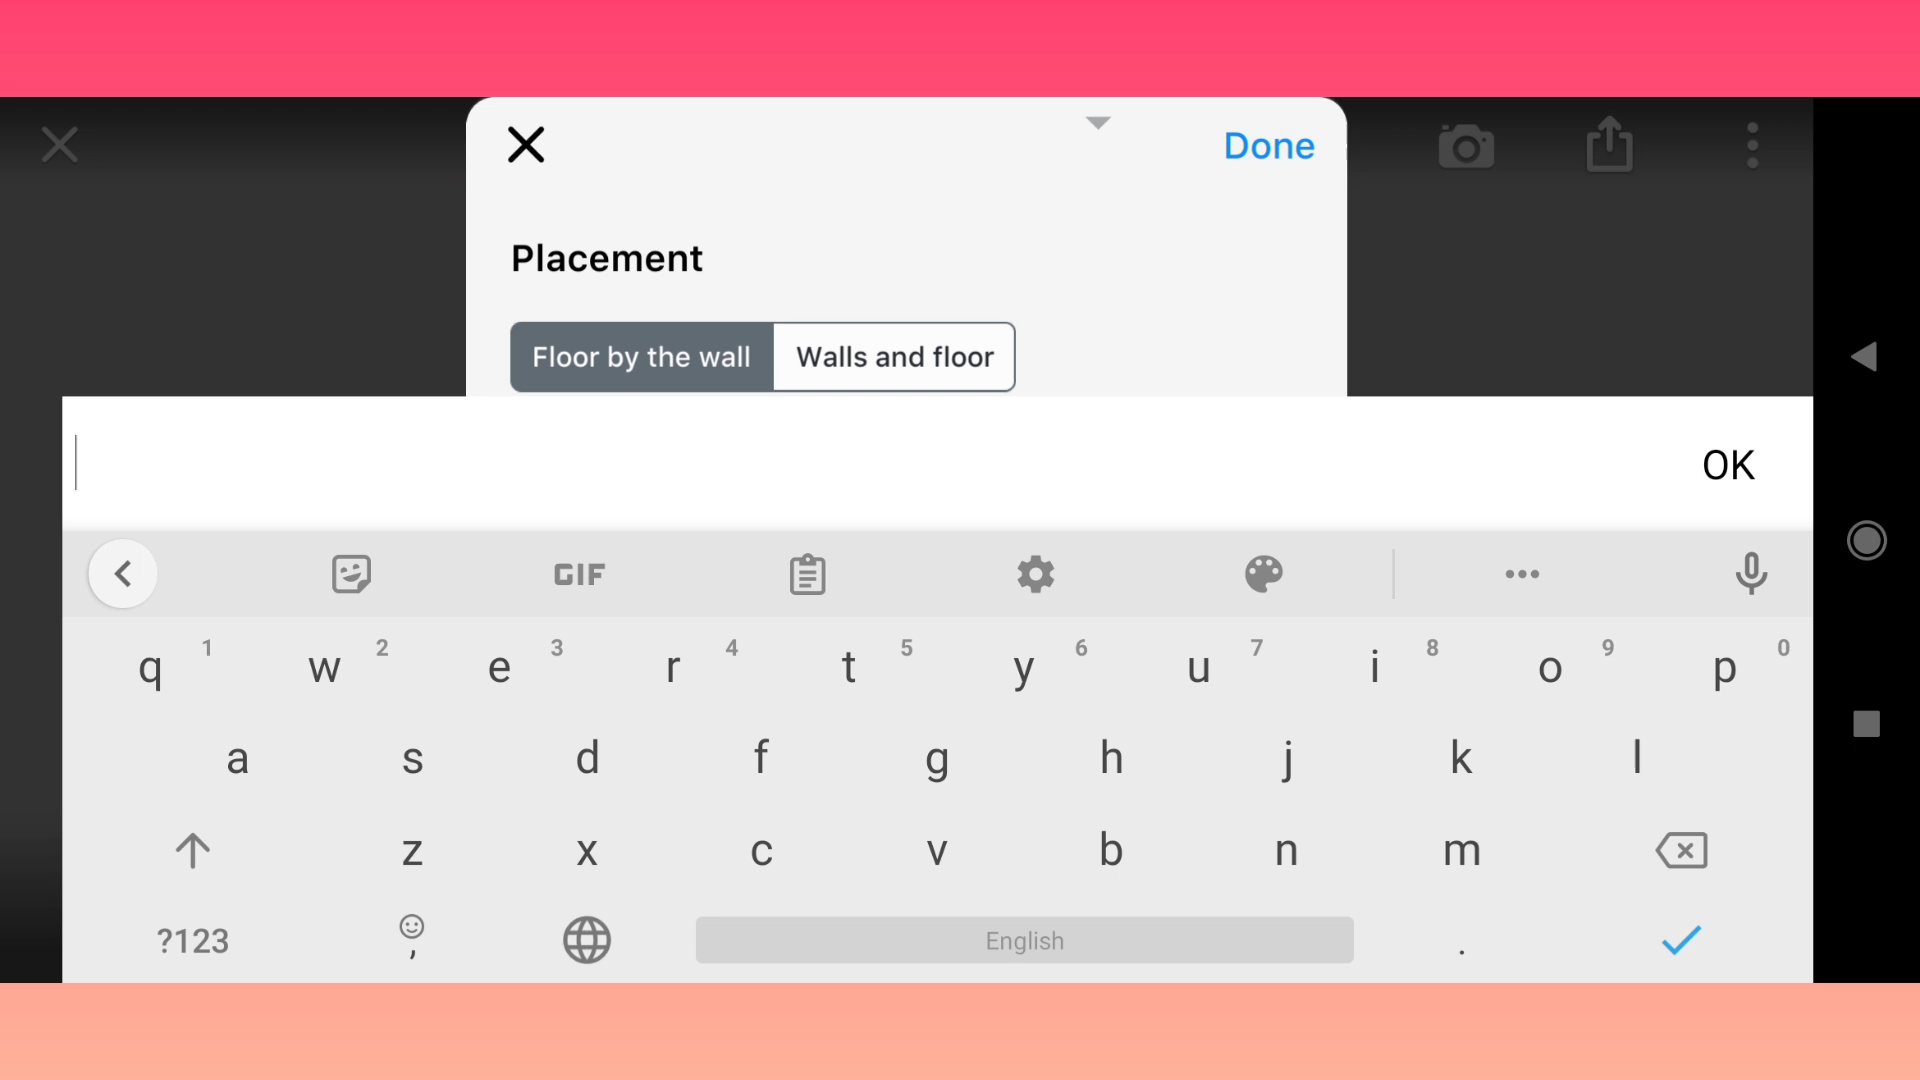 Done
Placement
Floor by the wall Walls and floor
OK
GIF
q 1 w 2 e 3 r 4 t 5 y 6 u 7 i 8 o 9 p 0
a s d f g h j k l
z x c v b n m
?123 , English .